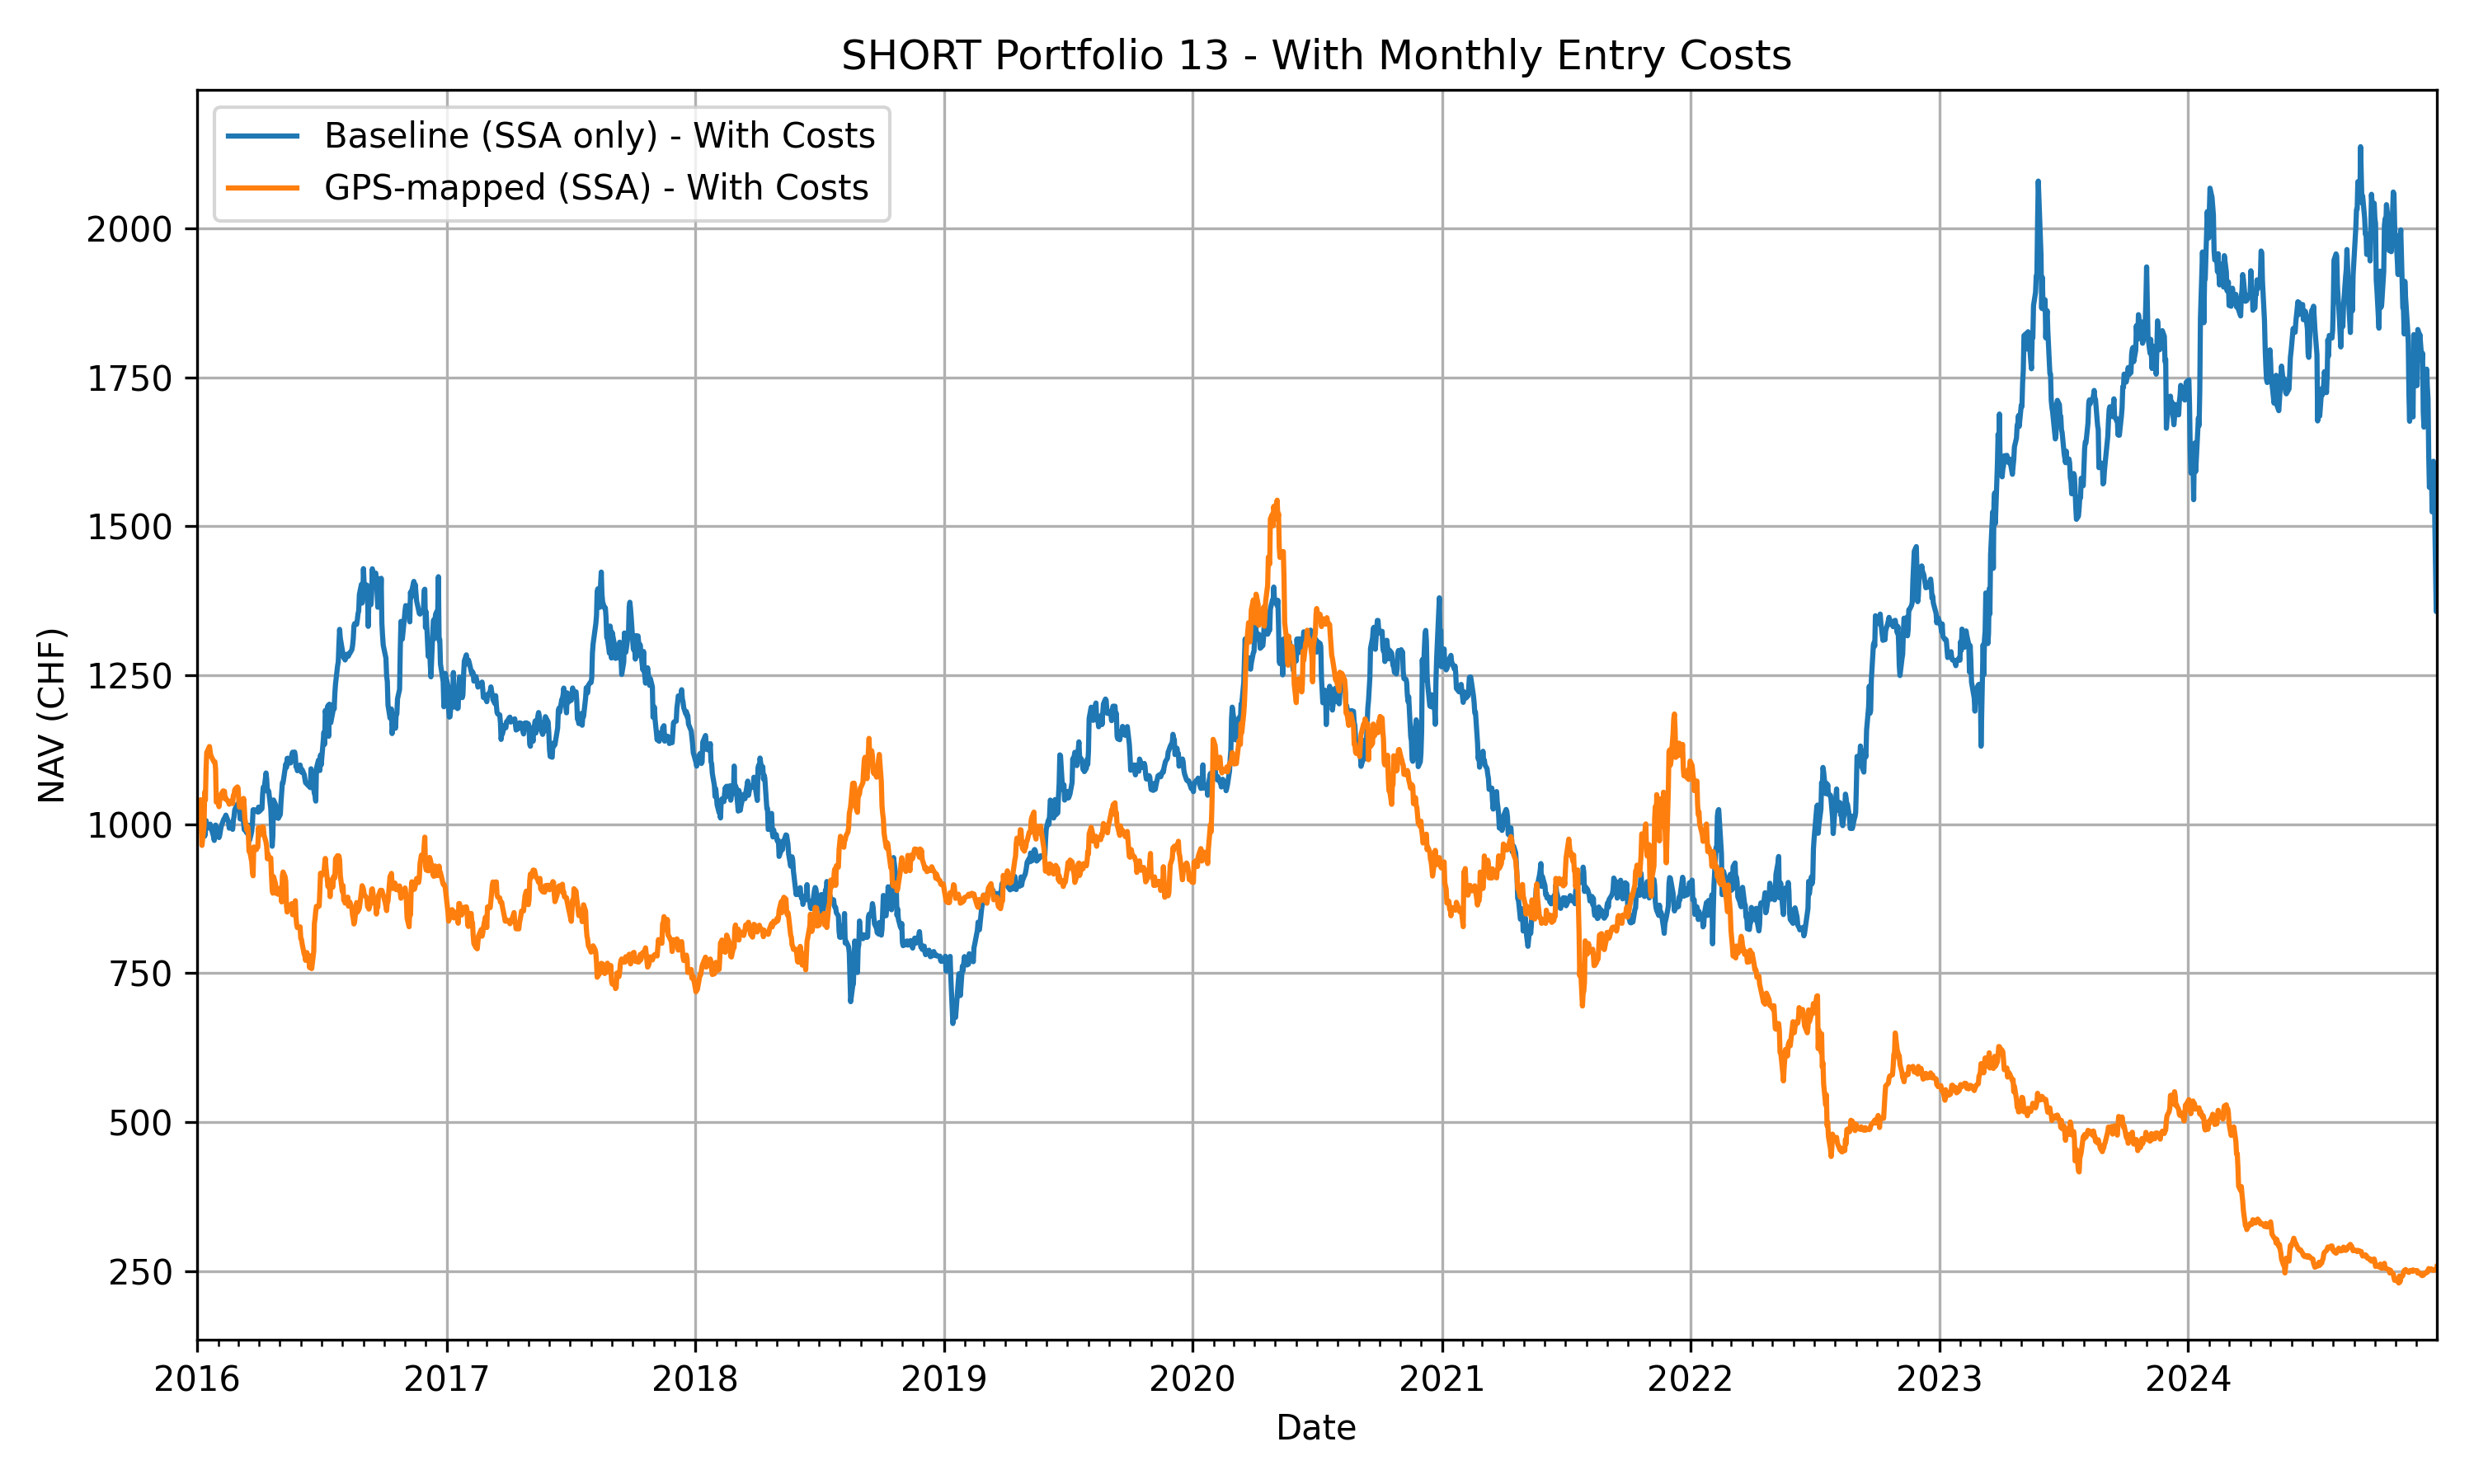 SHORT Portfolio 13 - With Monthly Entry Costs
Baseline (SSA only) - With Costs
GPS-mapped (SSA) - With Costs
2000
1750
1500
1250
1000
750
500
250
NAV (CHF)
2016 2017 2018 2019 2020 2021 2022 2023 2024
Date